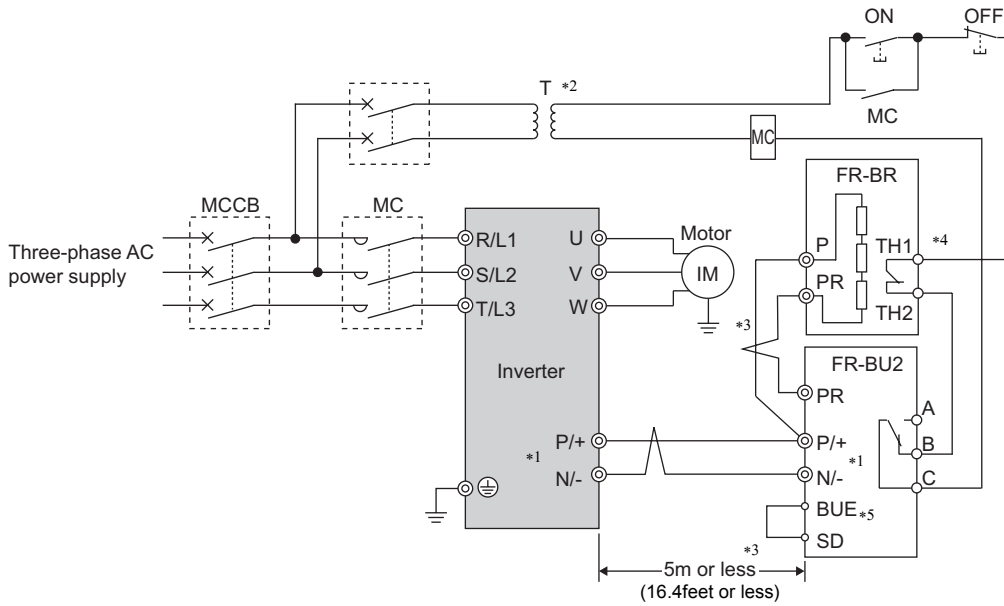 ON
OFF
T *2
MC
MC
FR-BR
MCCB
MC
Three-phase AC
power supply
R/L1
S/L2
T/L3
U
V
W
Motor
IM
P
PR
TH1
*4
TH2
*3
Inverter
FR-BU2
PR
A
P/+
P/+
B
*1
*1
N/-
N/-
C
BUE *5
SD
*3
5m or less
(16.4feet or less)